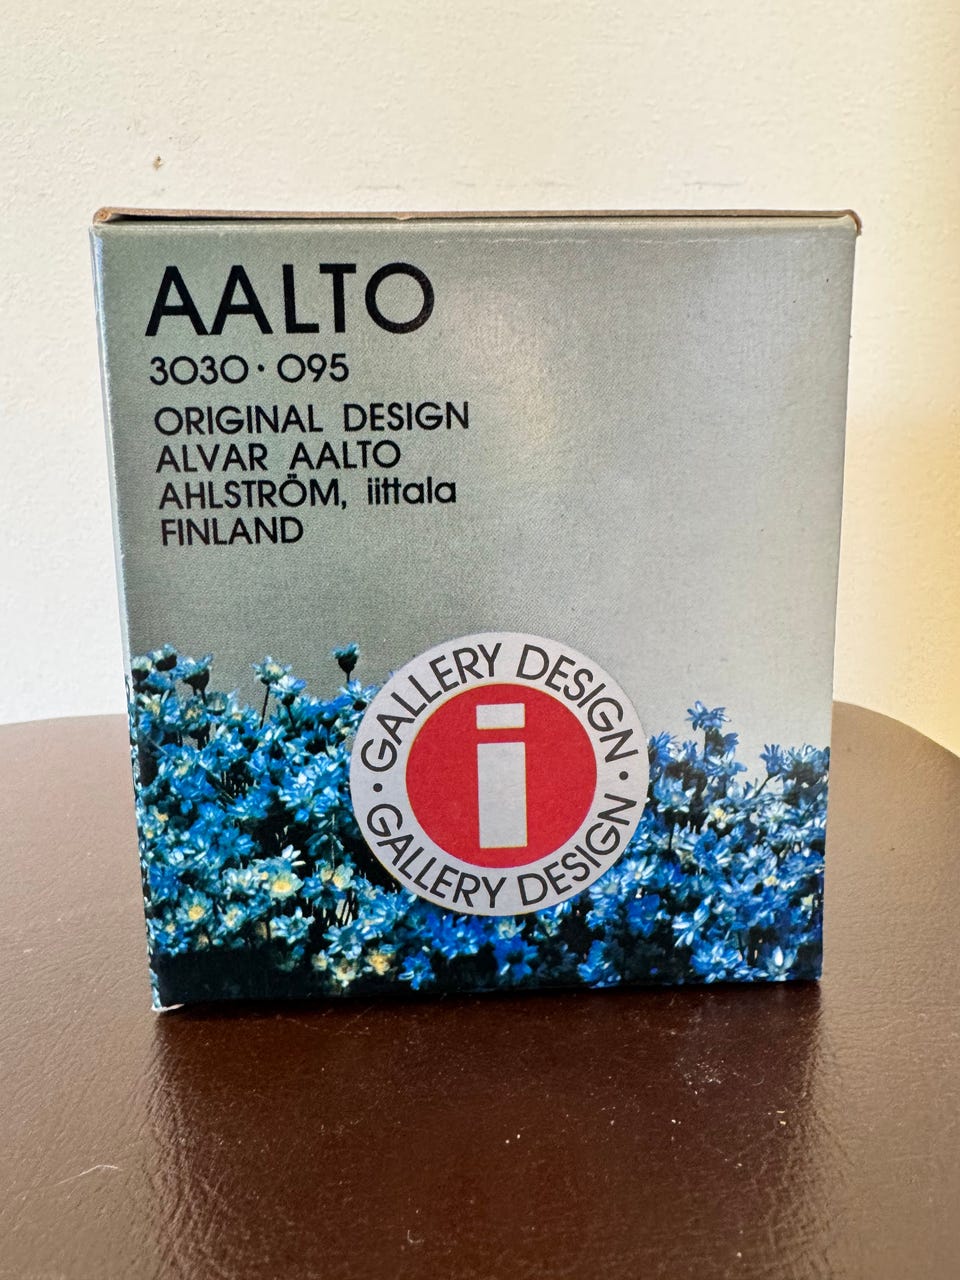 AALTO
3030 · 095
ORIGINAL DESIGN
ALVAR AALTO
AHLSTRÖM, iittala
FINLAND
GALLERY DESIGN ·
i
GALLERY DESIGN ·